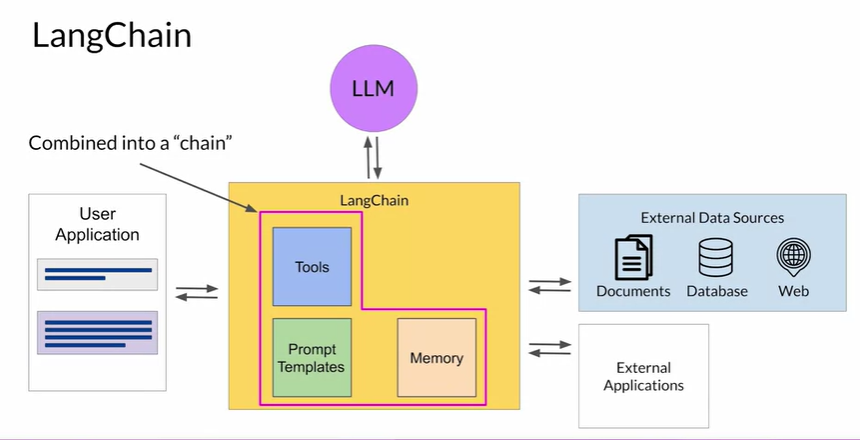 LangChain
LLM
Combined into a “chain”
User
Application
LangChain
Tools
Prompt
Templates
Memory
External Data Sources
Documents
Database
Web
External
Applications